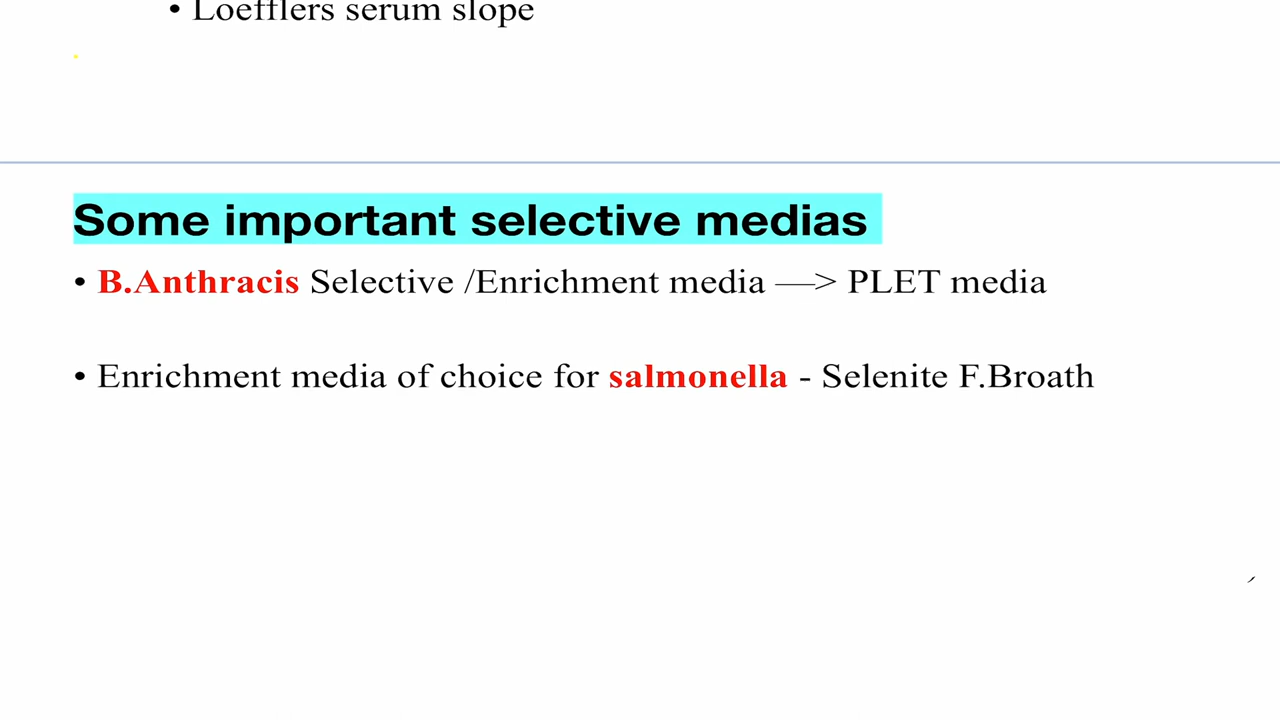 • Loefflers serum slope
Some important selective medias
• B.Anthracis Selective /Enrichment media —> PLET media
• Enrichment media of choice for salmonella - Selenite F.Broath